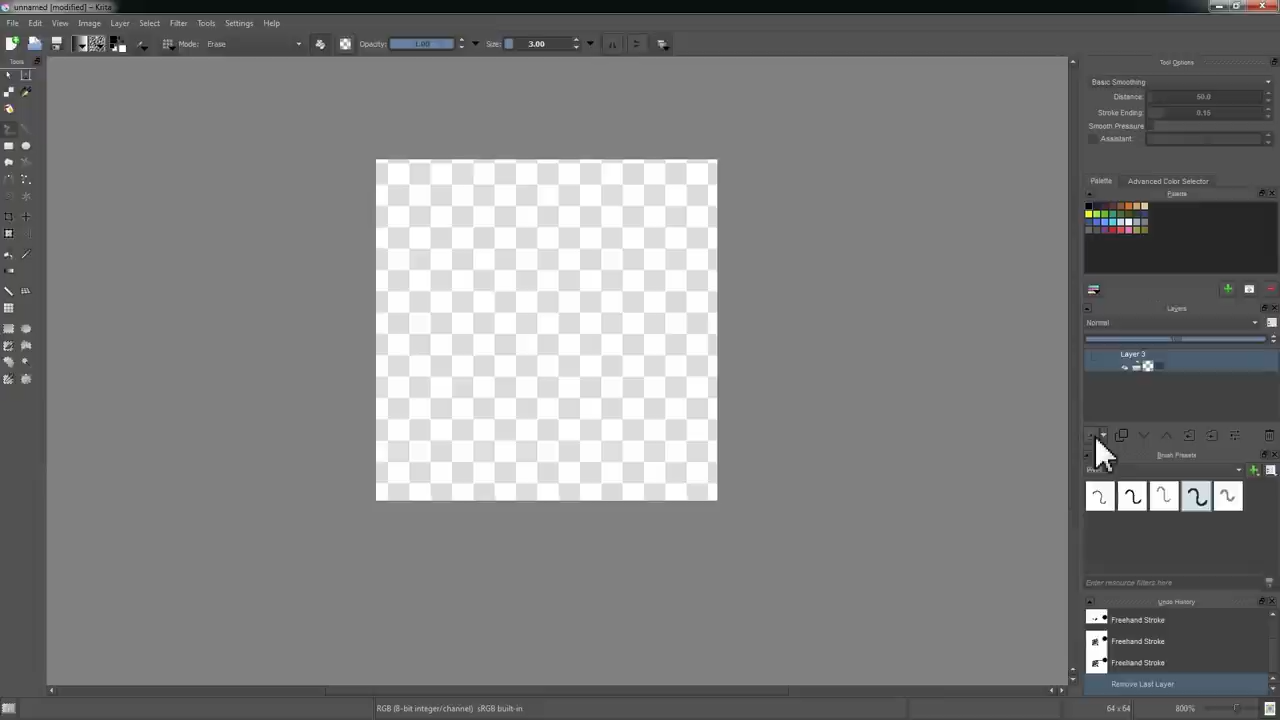 unnamed [modified] – Krita
File Edit View Image Layer Select Filter Tools Settings Help
Mode: Erase Opacity: 1.00 Size: 3.00
Tools
Tool Options
Basic Smoothing
Distance: 50.0
Stroke Ending: 0.15
Smooth Pressure
Assistant:
Palette Advanced Color Selector
Palette
Layers
Normal
Layer 3
Brush Presets
Enter resource filters here
Undo History
Freehand Stroke
Freehand Stroke
Freehand Stroke
Remove Last Layer
RGB (8-bit integer/channel) sRGB built-in 64 x 64 800%